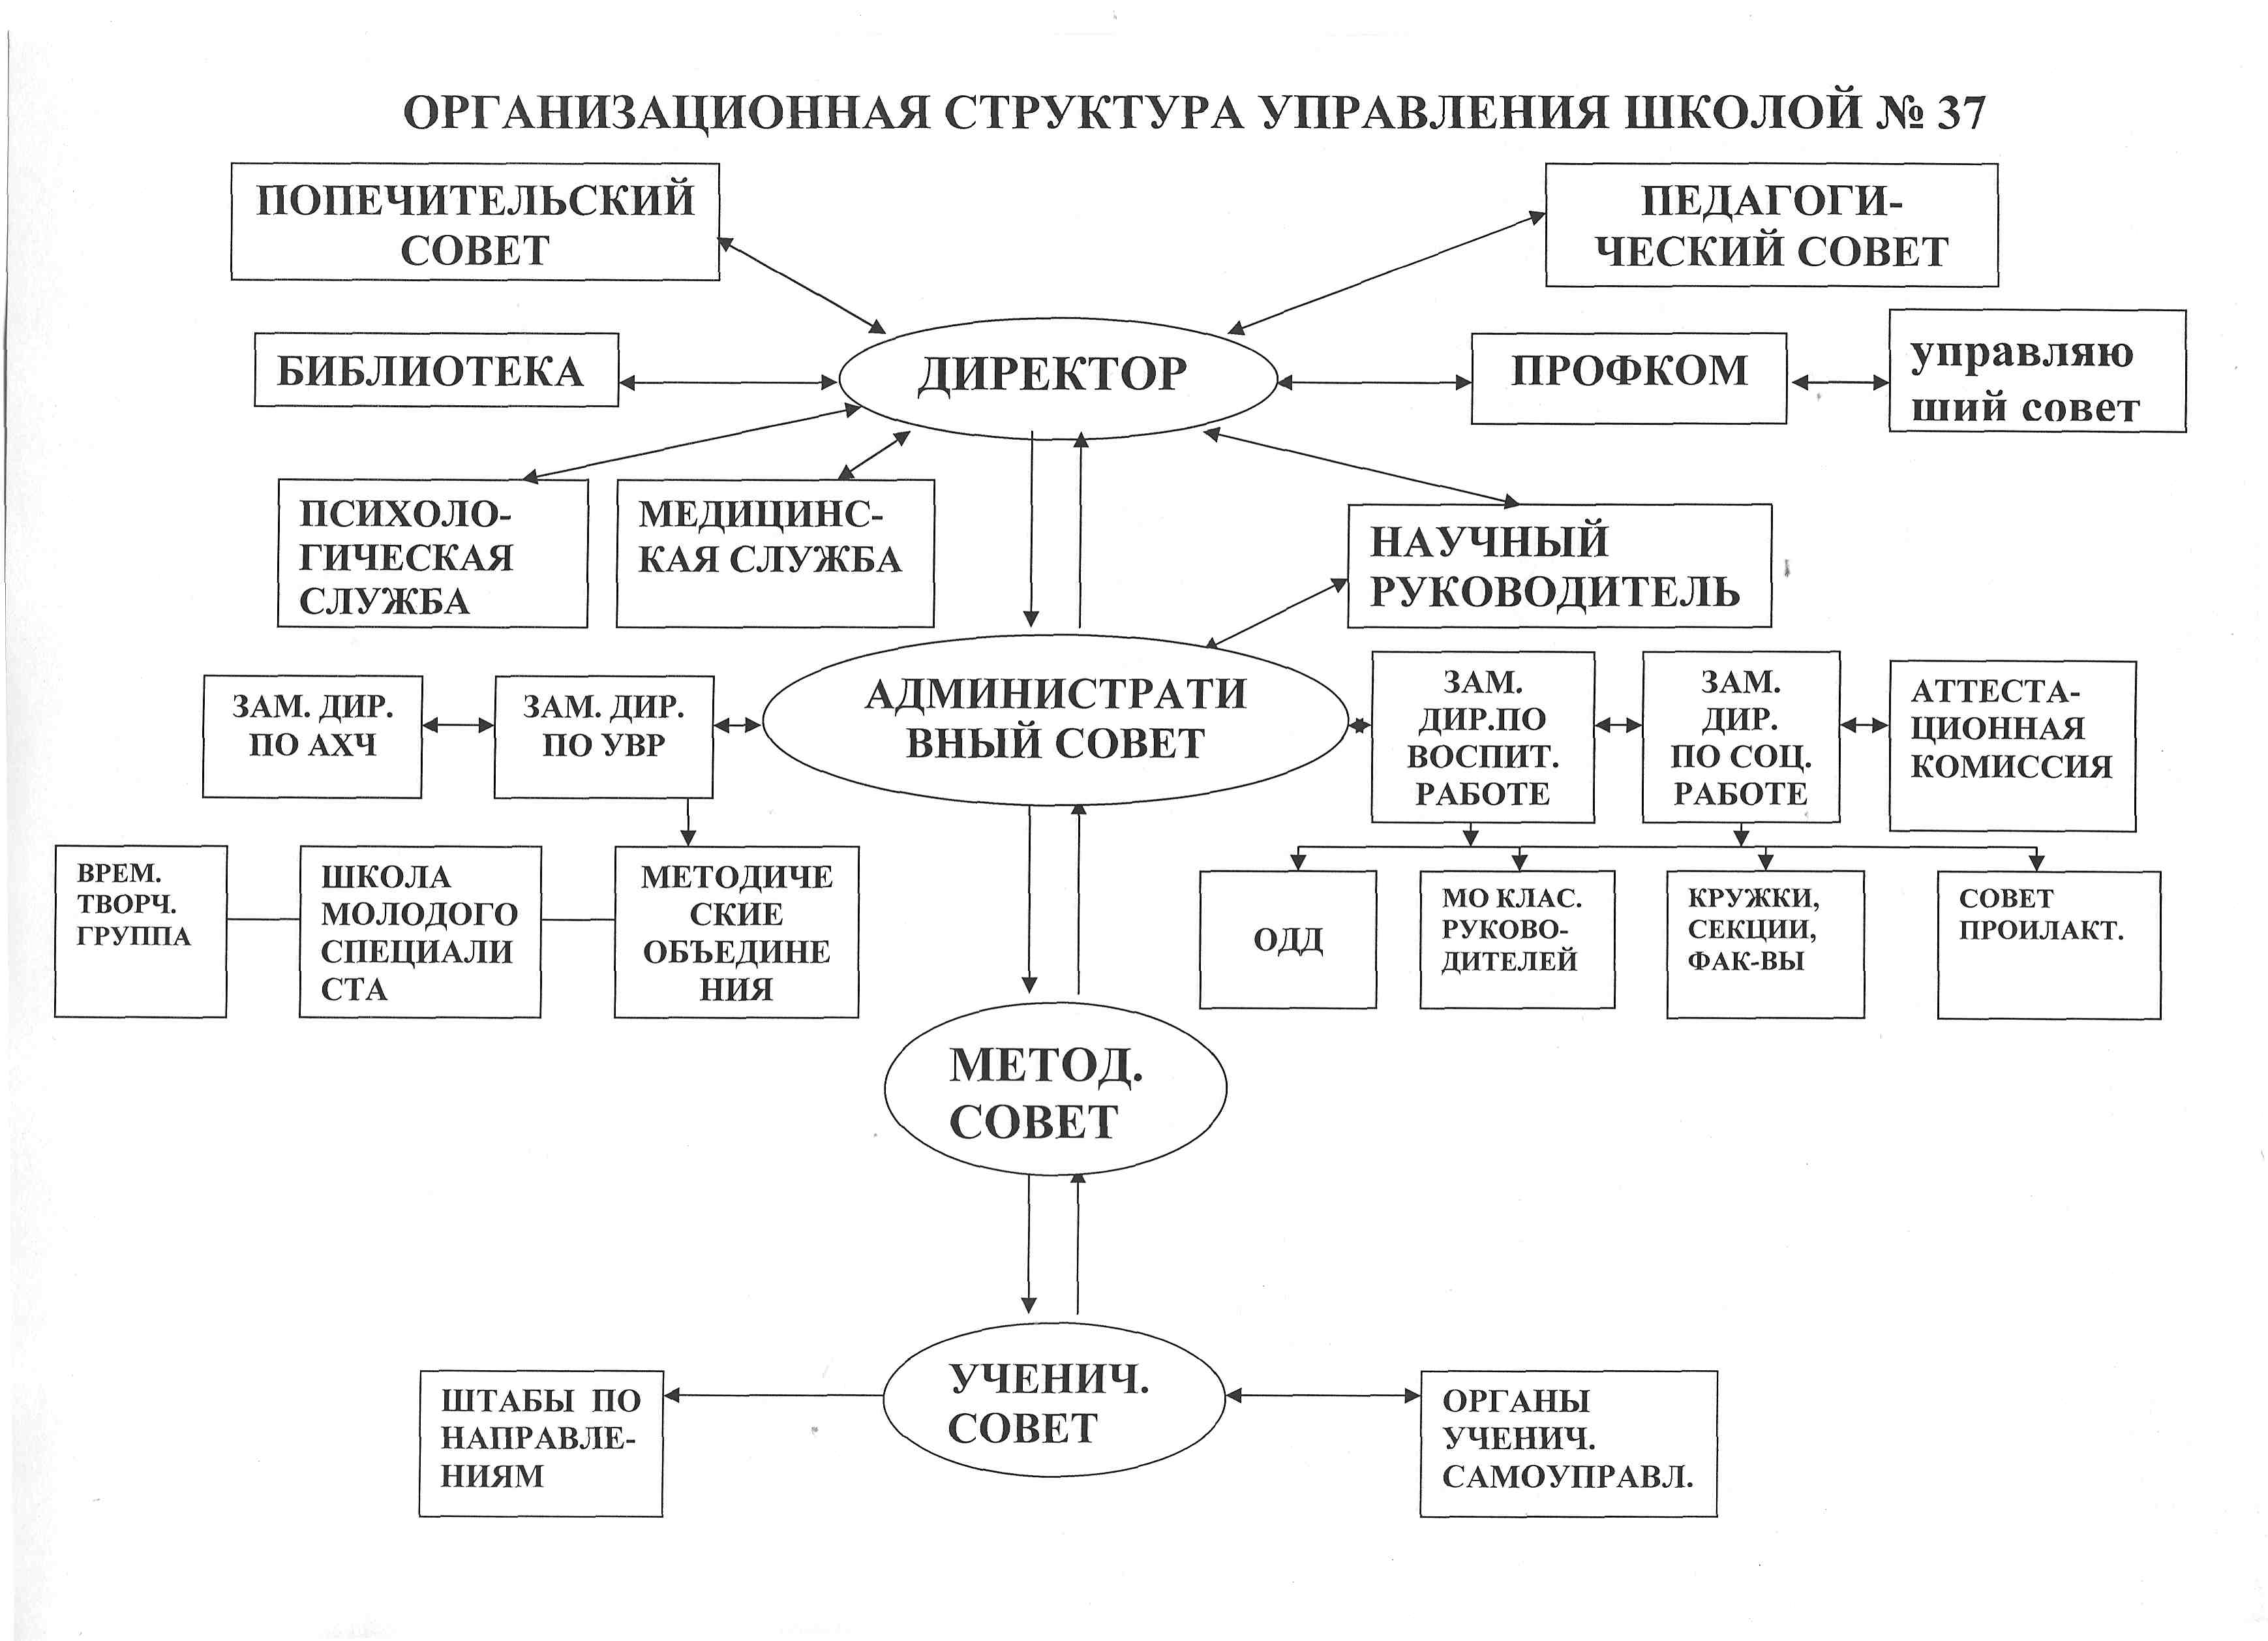 ОРГАНИЗАЦИОННАЯ СТРУКТУРА УПРАВЛЕНИЯ ШКОЛОЙ № 37
ПОПЕЧИТЕЛЬСКИЙ
СОВЕТ
ПЕДАГОГИ-
ЧЕСКИЙ СОВЕТ
БИБЛИОТЕКА
ДИРЕКТОР
ПРОФКОМ
управляю
ший совет
ПСИХОЛО-
ГИЧЕСКАЯ
СЛУЖБА
МЕДИЦИНС-
КАЯ СЛУЖБА
НАУЧНЫЙ
РУКОВОДИТЕЛЬ
ЗАМ. ДИР.
ПО АХЧ
ЗАМ. ДИР.
ПО УВР
АДМИНИСТРАТИ
ВНЫЙ СОВЕТ
ЗАМ.
ДИР.ПО
ВОСПИТ.
РАБОТЕ
ЗАМ.
ДИР.
ПО СОЦ.
РАБОТЕ
АТТЕСТА-
ЦИОННАЯ
КОМИССИЯ
ВРЕМ.
ТВОРЧ.
ГРУППА
ШКОЛА
МОЛОДОГО
СПЕЦИАЛИ
СТА
МЕТОДИЧЕ
СКИЕ
ОБЪЕДИНЕ
НИЯ
ОДД
МО КЛАС.
РУКОВО-
ДИТЕЛЕЙ
КРУЖКИ,
СЕКЦИИ,
ФАК-ВЫ
СОВЕТ
ПРОИЛАКТ.
МЕТОД.
СОВЕТ
УЧЕНИЧ.
СОВЕТ
ШТАБЫ ПО
НАПРАВЛЕ-
НИЯМ
ОРГАНЫ
УЧЕНИЧ.
САМОУПРАВЛ.